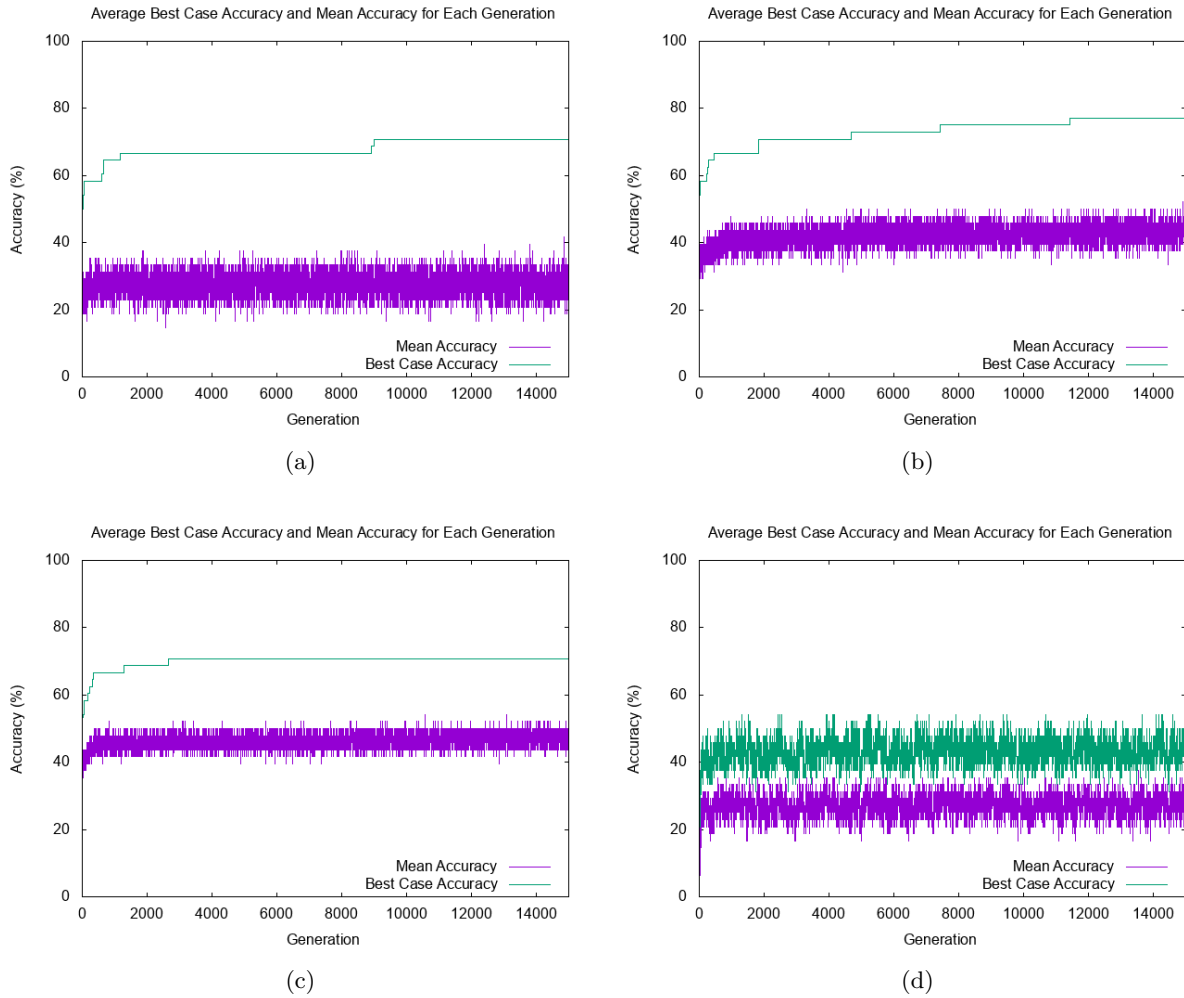 Average Best Case Accuracy and Mean Accuracy for Each Generation
100
80
60
40
20
0
Accuracy (%)
Mean Accuracy
Best Case Accuracy
0 2000 4000 6000 8000 10000 12000 14000
Generation
(a)
Average Best Case Accuracy and Mean Accuracy for Each Generation
100
80
60
40
20
0
Accuracy (%)
Mean Accuracy
Best Case Accuracy
0 2000 4000 6000 8000 10000 12000 14000
Generation
(b)
Average Best Case Accuracy and Mean Accuracy for Each Generation
100
80
60
40
20
0
Accuracy (%)
Mean Accuracy
Best Case Accuracy
0 2000 4000 6000 8000 10000 12000 14000
Generation
(c)
Average Best Case Accuracy and Mean Accuracy for Each Generation
100
80
60
40
20
0
Accuracy (%)
Mean Accuracy
Best Case Accuracy
0 2000 4000 6000 8000 10000 12000 14000
Generation
(d)